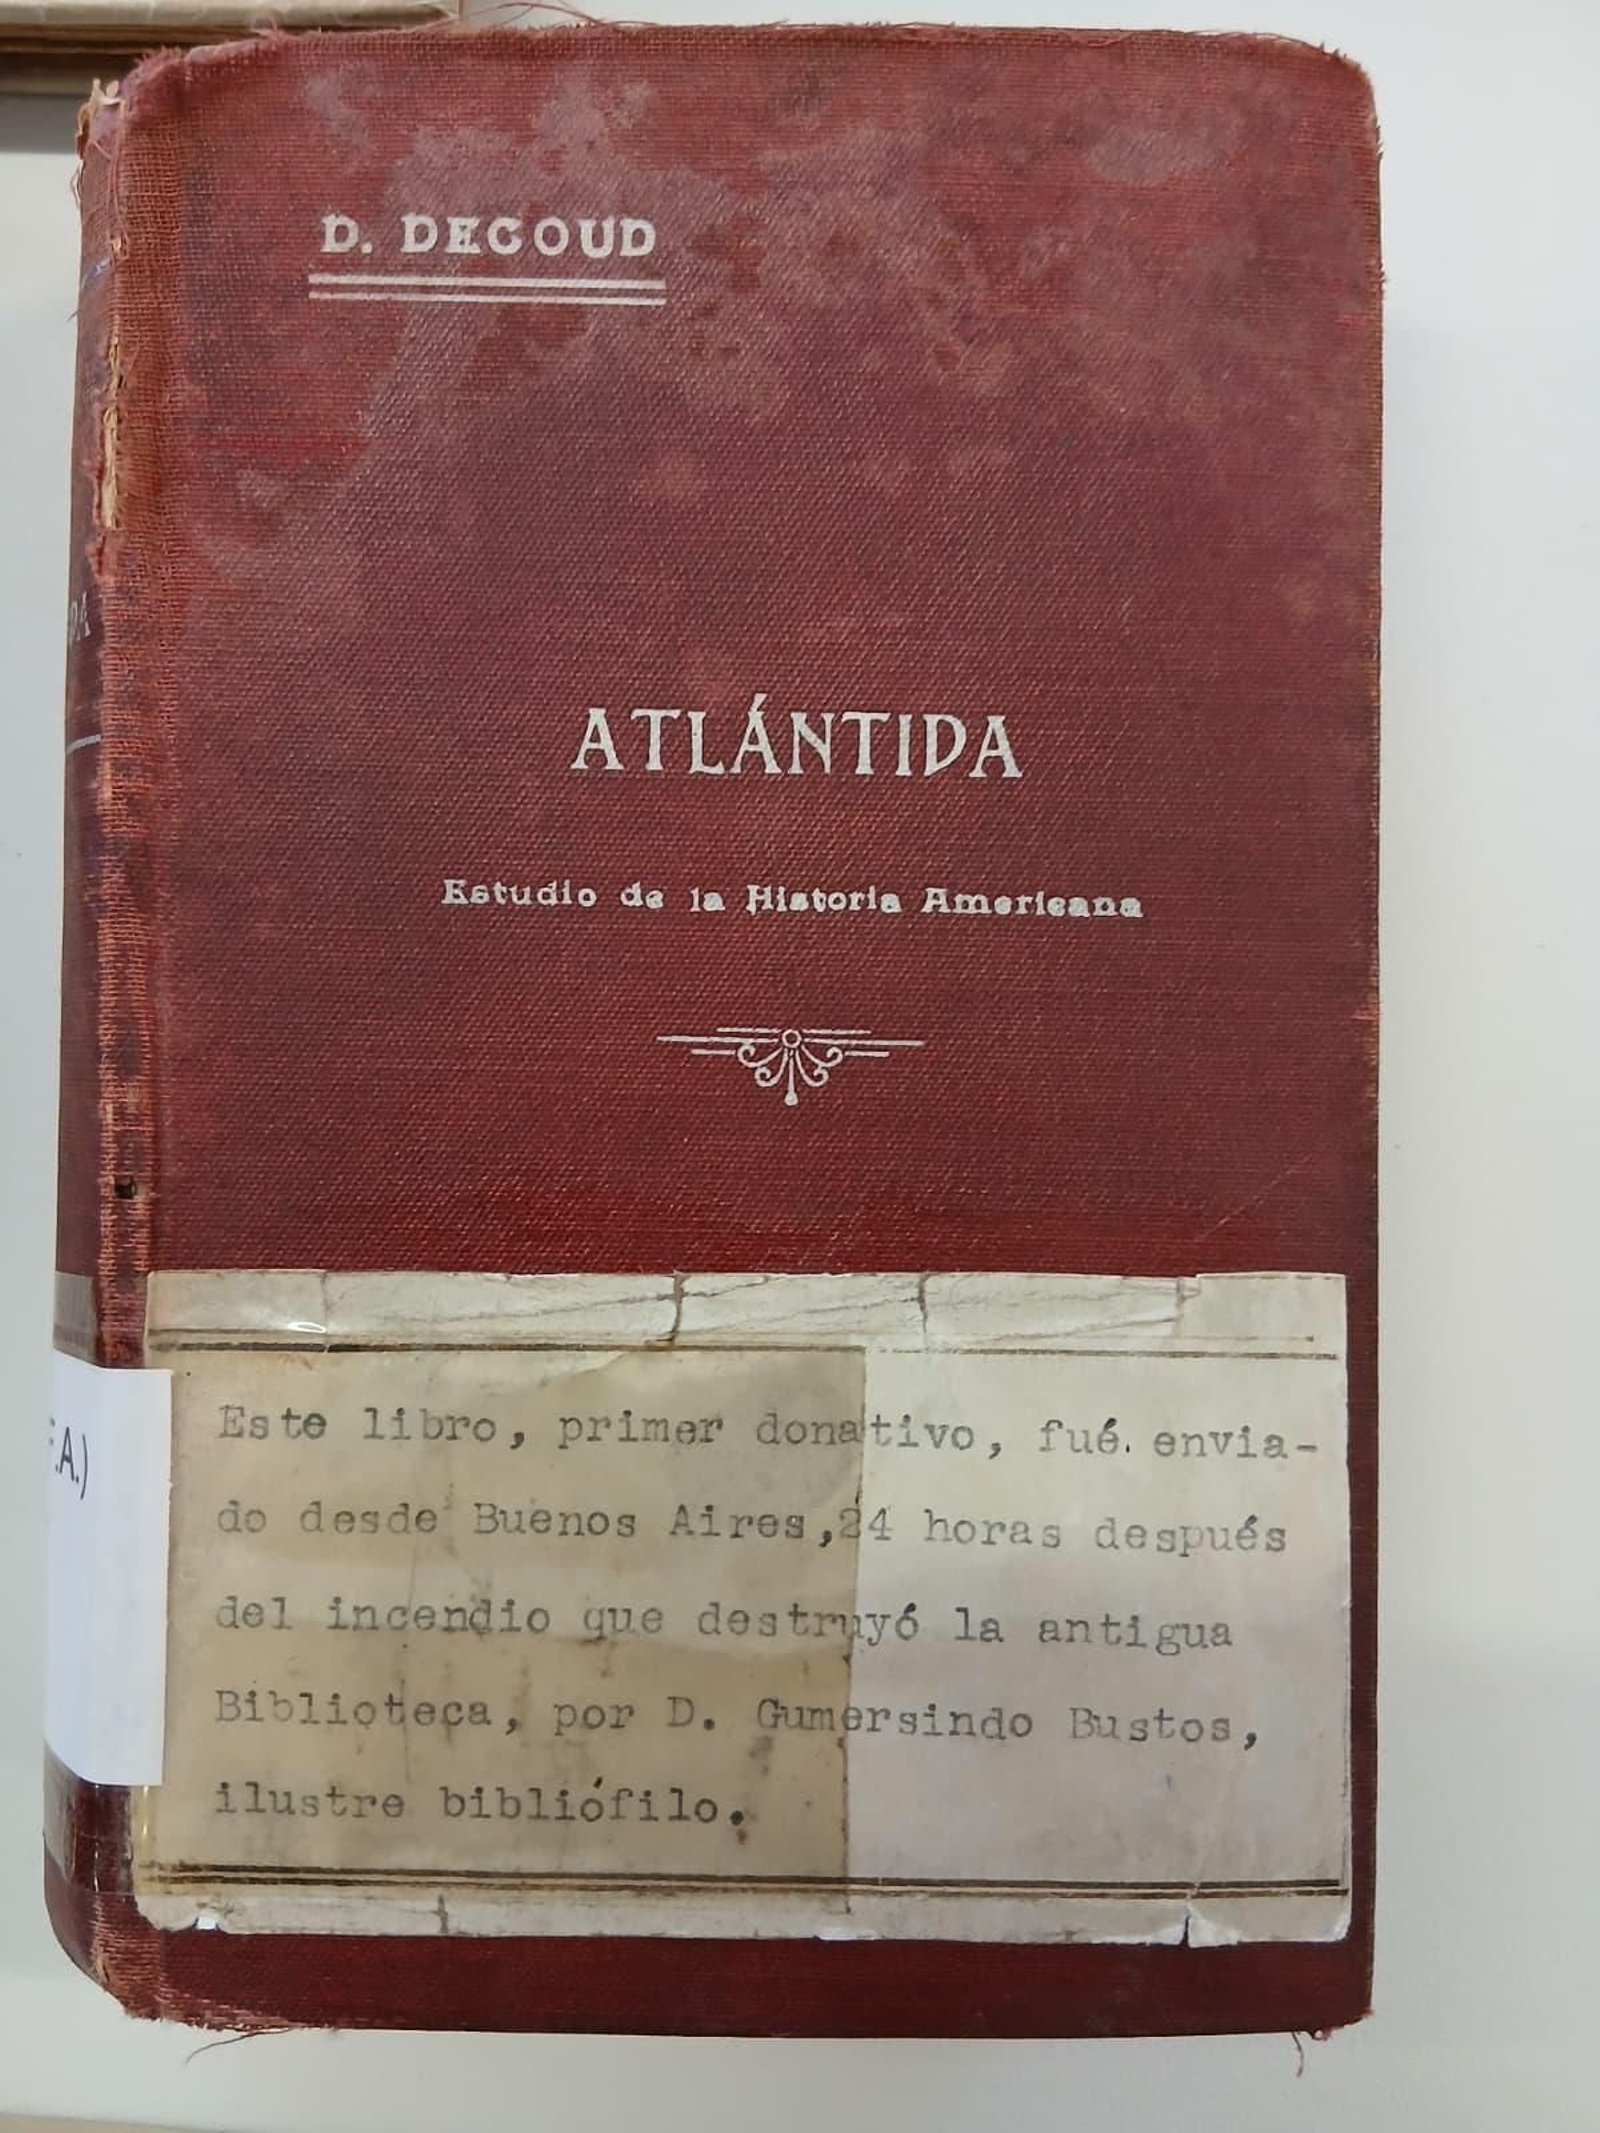 D. DECOUD
ATLÁNTIDA
Estudio de la Historia Americana
Este libro, primer donativo, fué. envia-
do desde Buenos Aires,24 horas después
del incendio que destruyó la antigua
Biblioteca, por D. Gumersindo Bustos,
ilustre bibliófilo.
DA
.A.)